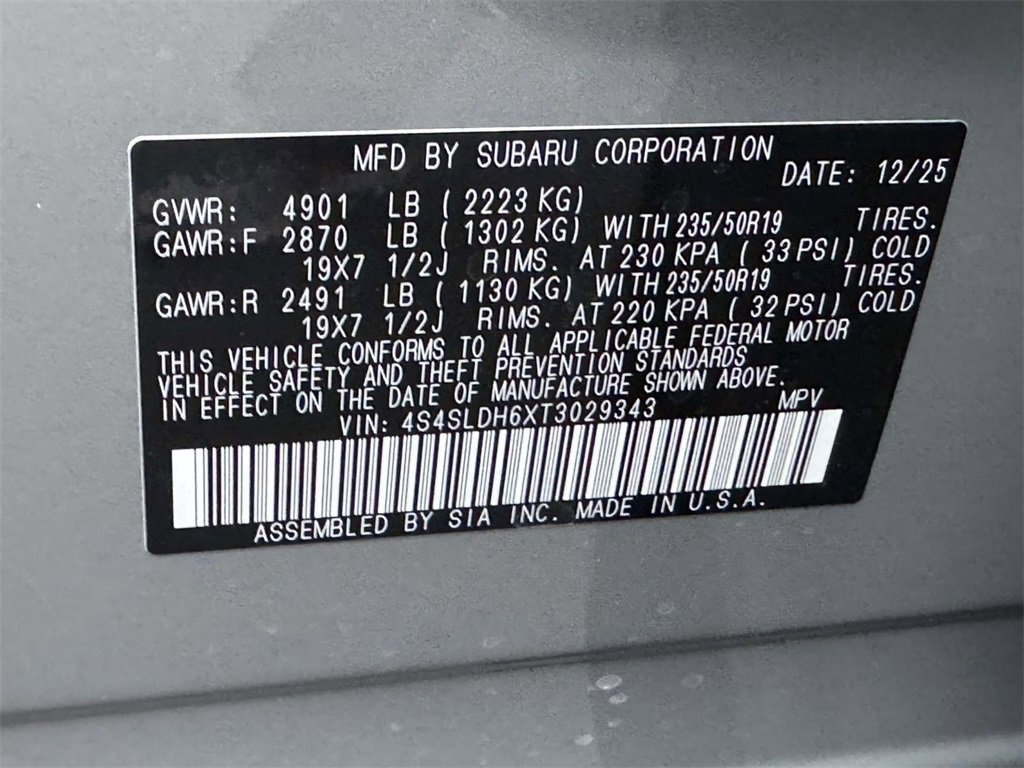 MFD BY SUBARU CORPORATION
DATE: 12/25
GVWR: 4901 LB ( 2223 KG)
GAWR:F 2870 LB ( 1302 KG) WITH 235/50R19 TIRES.
19X7 1/2J RIMS. AT 230 KPA ( 33 PSI) COLD
GAWR:R 2491 LB ( 1130 KG) WITH 235/50R19 TIRES.
19X7 1/2J RIMS. AT 220 KPA ( 32 PSI) COLD
THIS VEHICLE CONFORMS TO ALL APPLICABLE FEDERAL MOTOR
VEHICLE SAFETY AND THEFT PREVENTION STANDARDS
IN EFFECT ON THE DATE OF MANUFACTURE SHOWN ABOVE.
VIN: 4S4SLDH6XT3029343 MPV
ASSEMBLED BY SIA INC. MADE IN U.S.A.